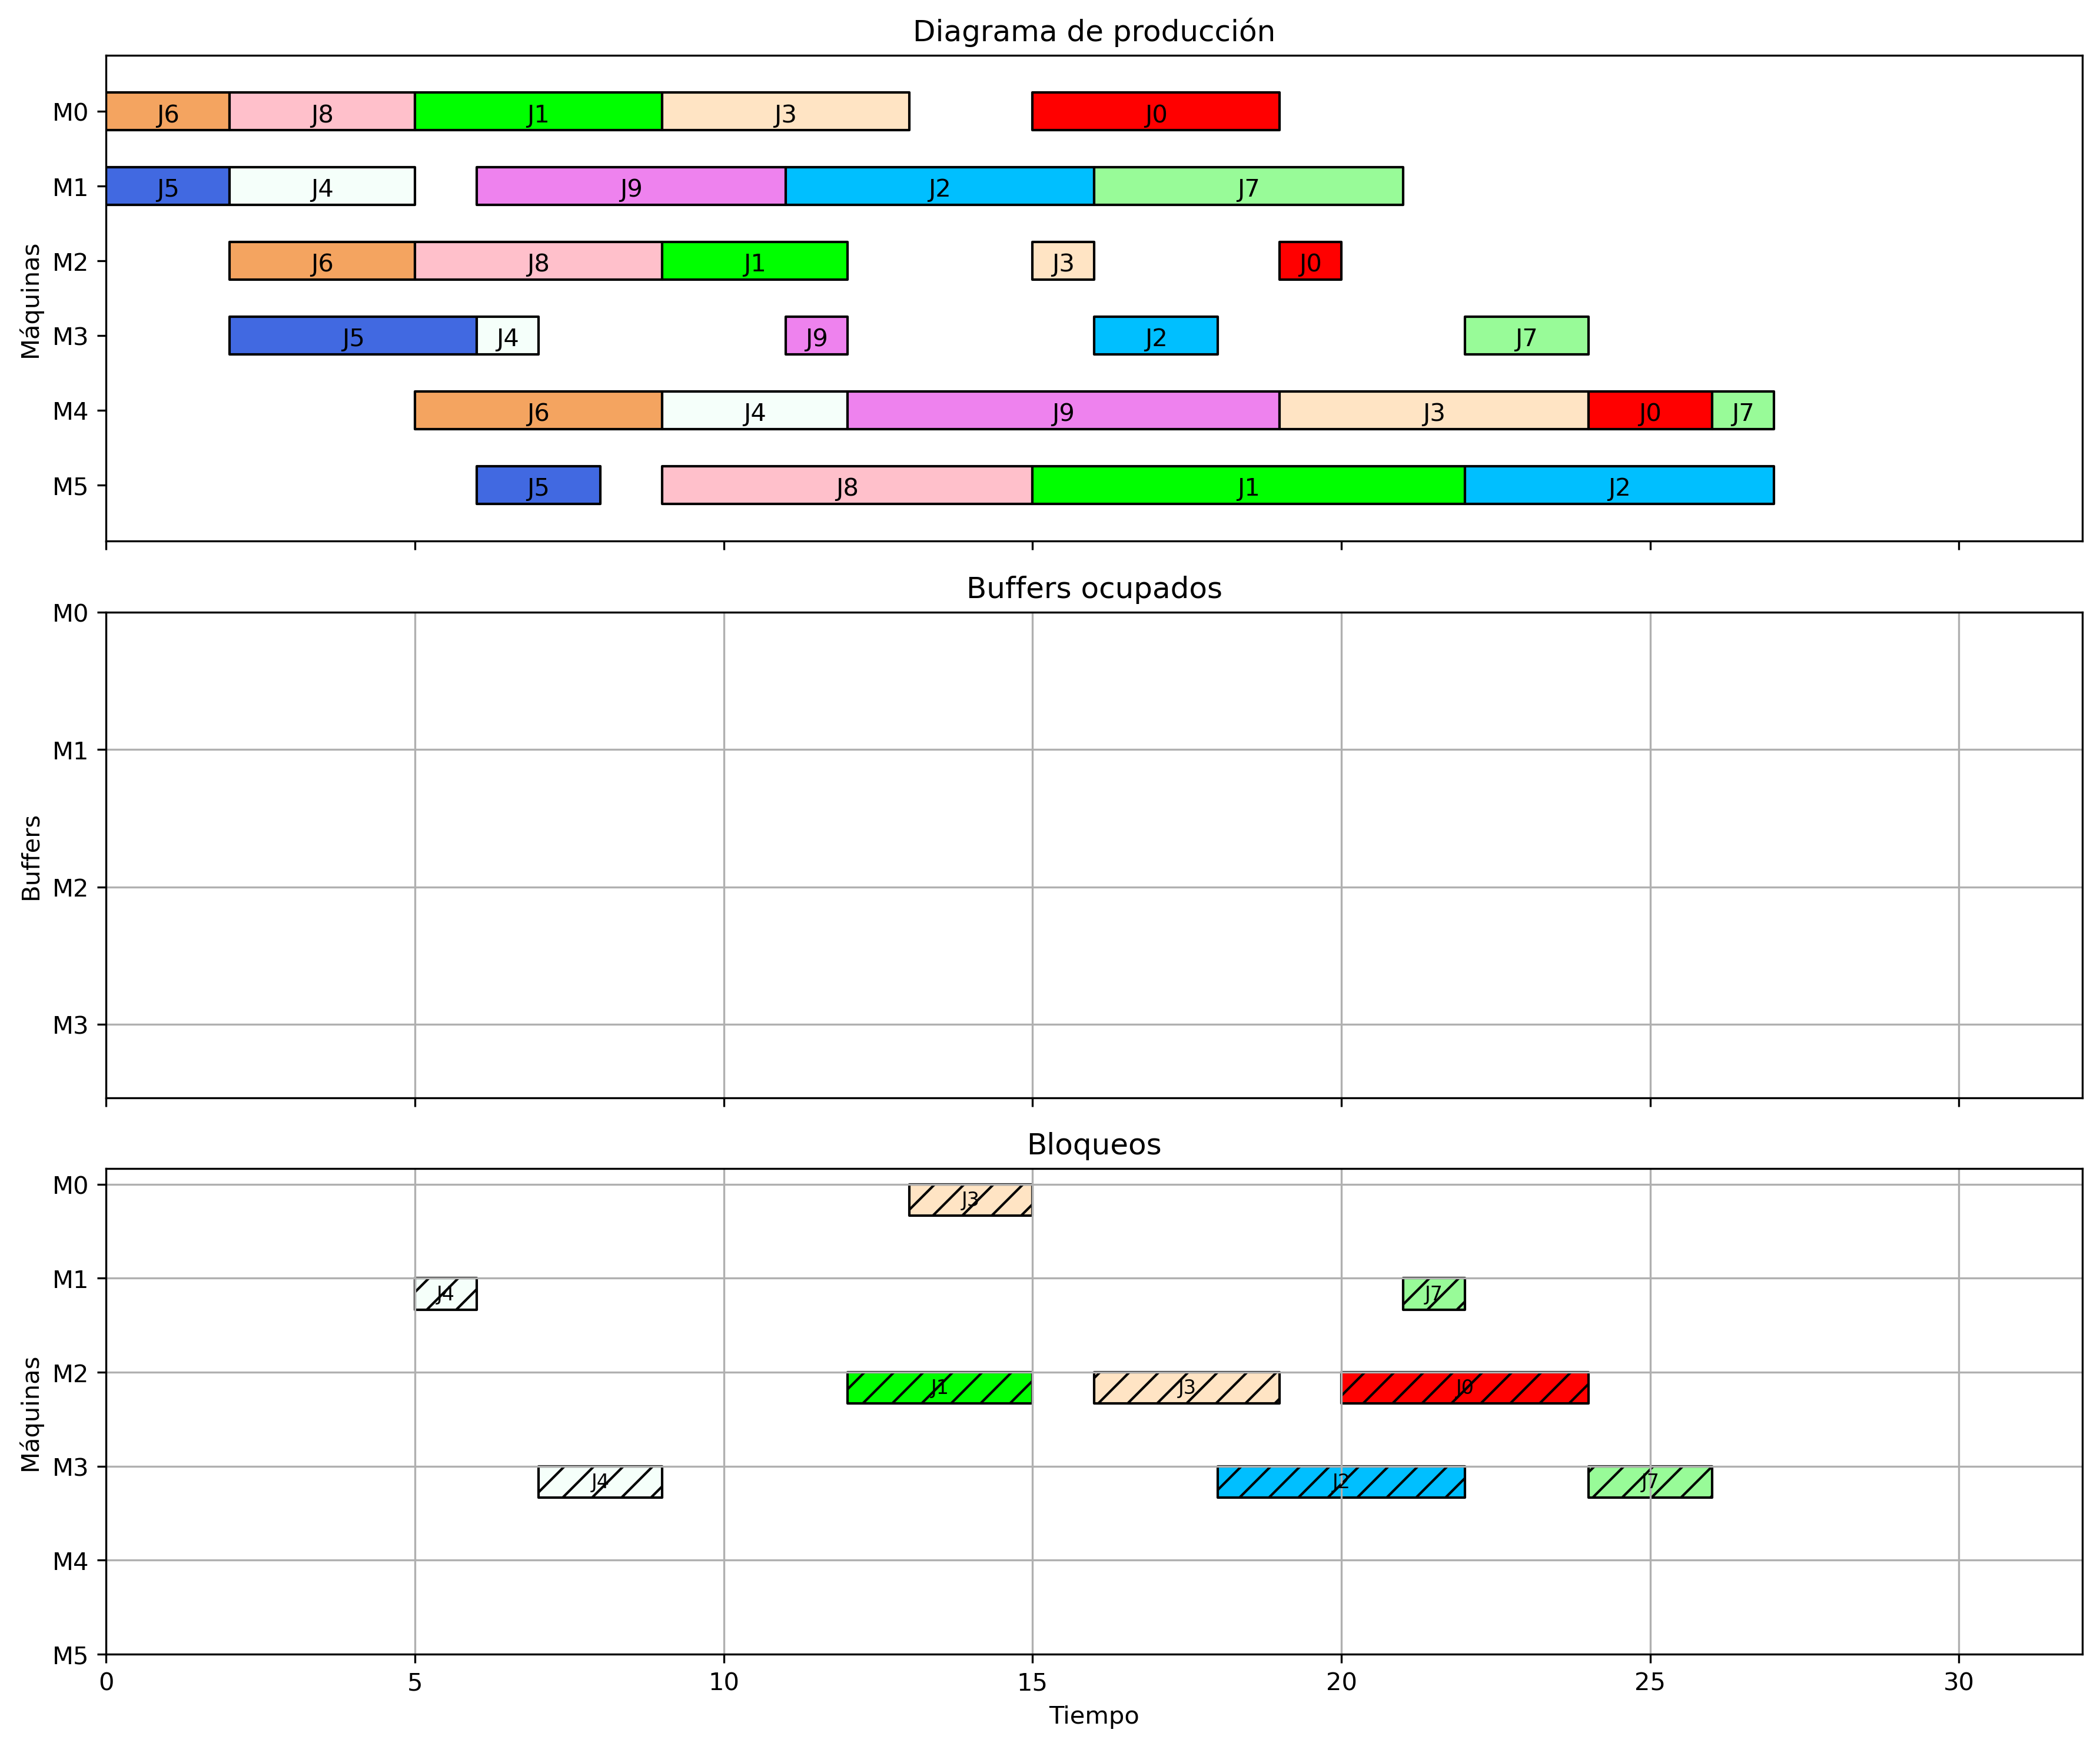 Diagrama de producción
Máquinas
M0 J6 J8 J1 J3 J0
M1 J5 J4 J9 J2 J7
M2 J6 J8 J1 J3 J0
M3 J5 J4 J9 J2 J7
M4 J6 J4 J9 J3 J0 J7
M5 J5 J8 J1 J2
Buffers ocupados
Buffers
M0
M1
M2
M3
Bloqueos
Máquinas
M0 J3
M1 J4 J7
M2 J1 J3 J0
M3 J4 J2 J7
M4
M5
0 5 10 15 20 25 30
Tiempo